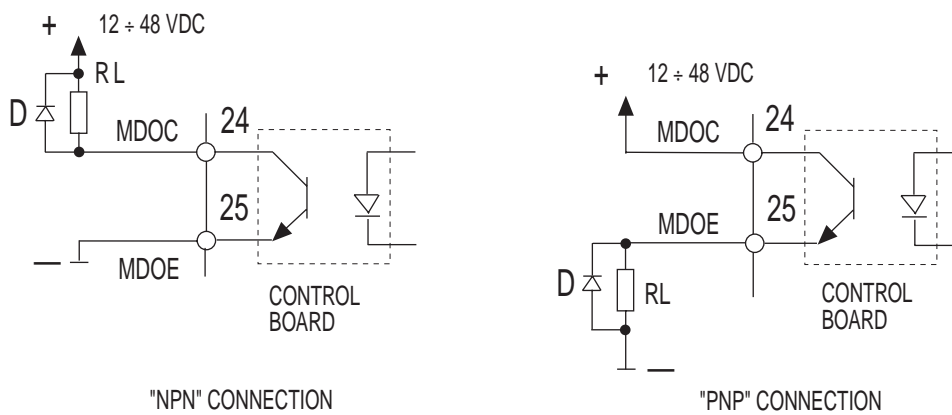 + 12 ÷ 48 VDC
RL
D
MDOC
24
25
MDOE
CONTROL
BOARD
"NPN" CONNECTION
+ 12 ÷ 48 VDC
MDOC
24
25
MDOE
D
RL
CONTROL
BOARD
"PNP" CONNECTION